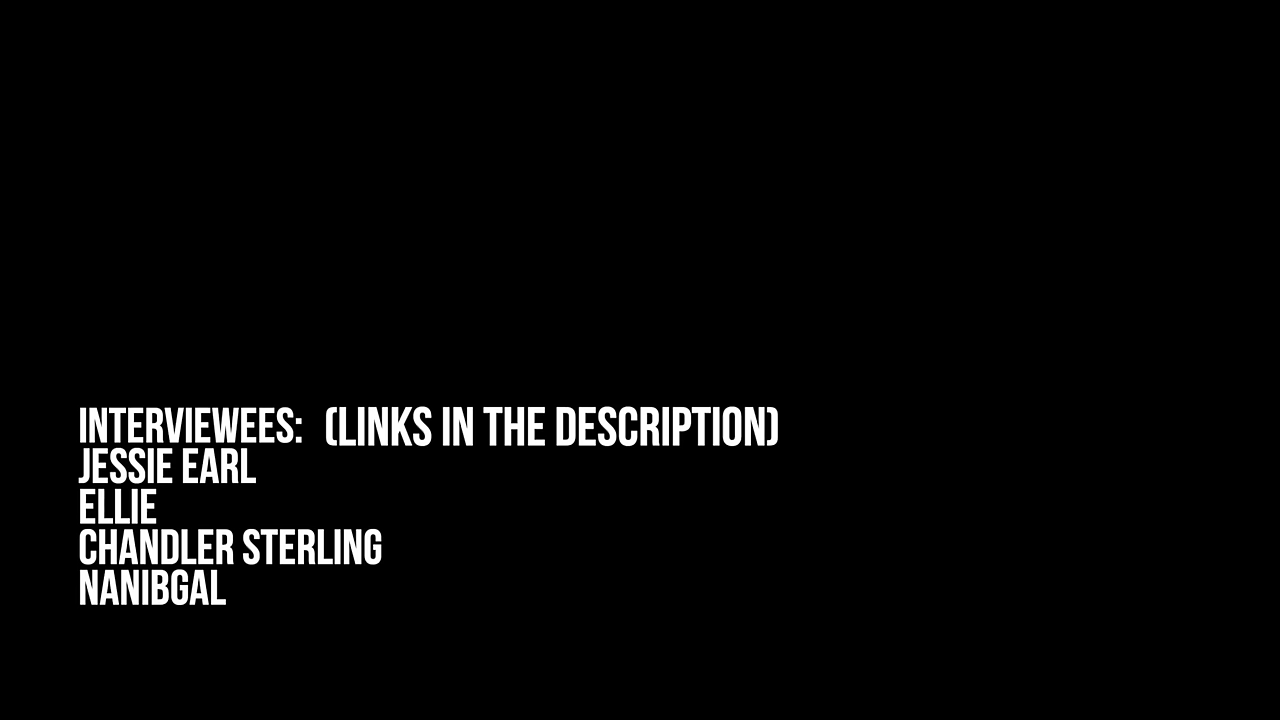 INTERVIEWEES: (LINKS IN THE DESCRIPTION)
JESSIE EARL
ELLIE
CHANDLER STERLING
NANIBGAL